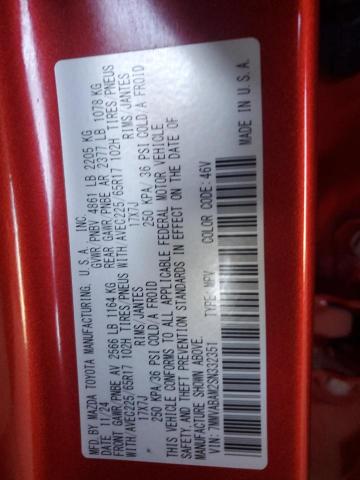 MFD BY: MAZDA TOYOTA MANUFACTURING, U.S.A., INC.
DATE: 11/24 GVWR/PNBV 4861 LB 2205 KG
FRONT GAWR/PNBE AV 2566 LB 1164 KG REAR GAWR/PNBE AR 2377 LB 1078 KG
WITH/AVEC225/65R17 102H TIRES/PNEUS WITH/AVEC225/65R17 102H TIRES/PNEUS
17X7J RIMS/JANTES 17X7J RIMS/JANTES
250 KPA/36 PSI COLD/A FROID 250 KPA/36 PSI COLD/A FROID
THIS VEHICLE CONFORMS TO ALL APPLICABLE FEDERAL MOTOR VEHICLE
SAFETY AND THEFT PREVENTION STANDARDS IN EFFECT ON THE DATE OF
MANUFACTURE SHOWN ABOVE.
VIN: TYPE: MPV COLOR CODE: 46V
MADE IN U.S.A.